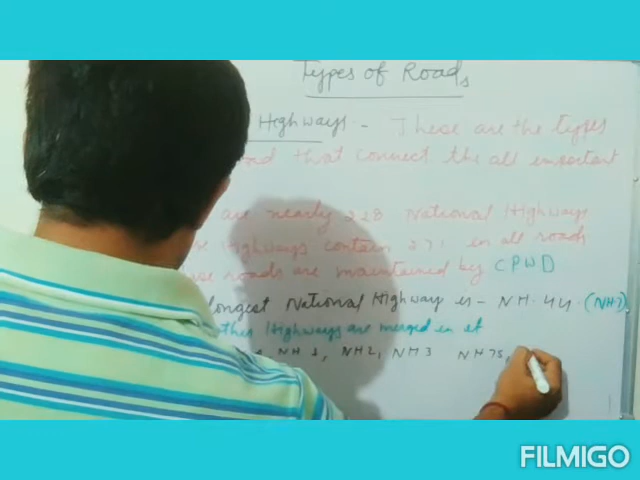 Types of Roads
Highways - These are the types
that connect the all important
are nearly 228 National Highways
Highways contain 2% in all roads
roads are maintained by CPWD
longest National Highway is - NH-44 (NH7)
Highways are merged in it
NH1, NH2, NH3 NH75,
FILMIGO